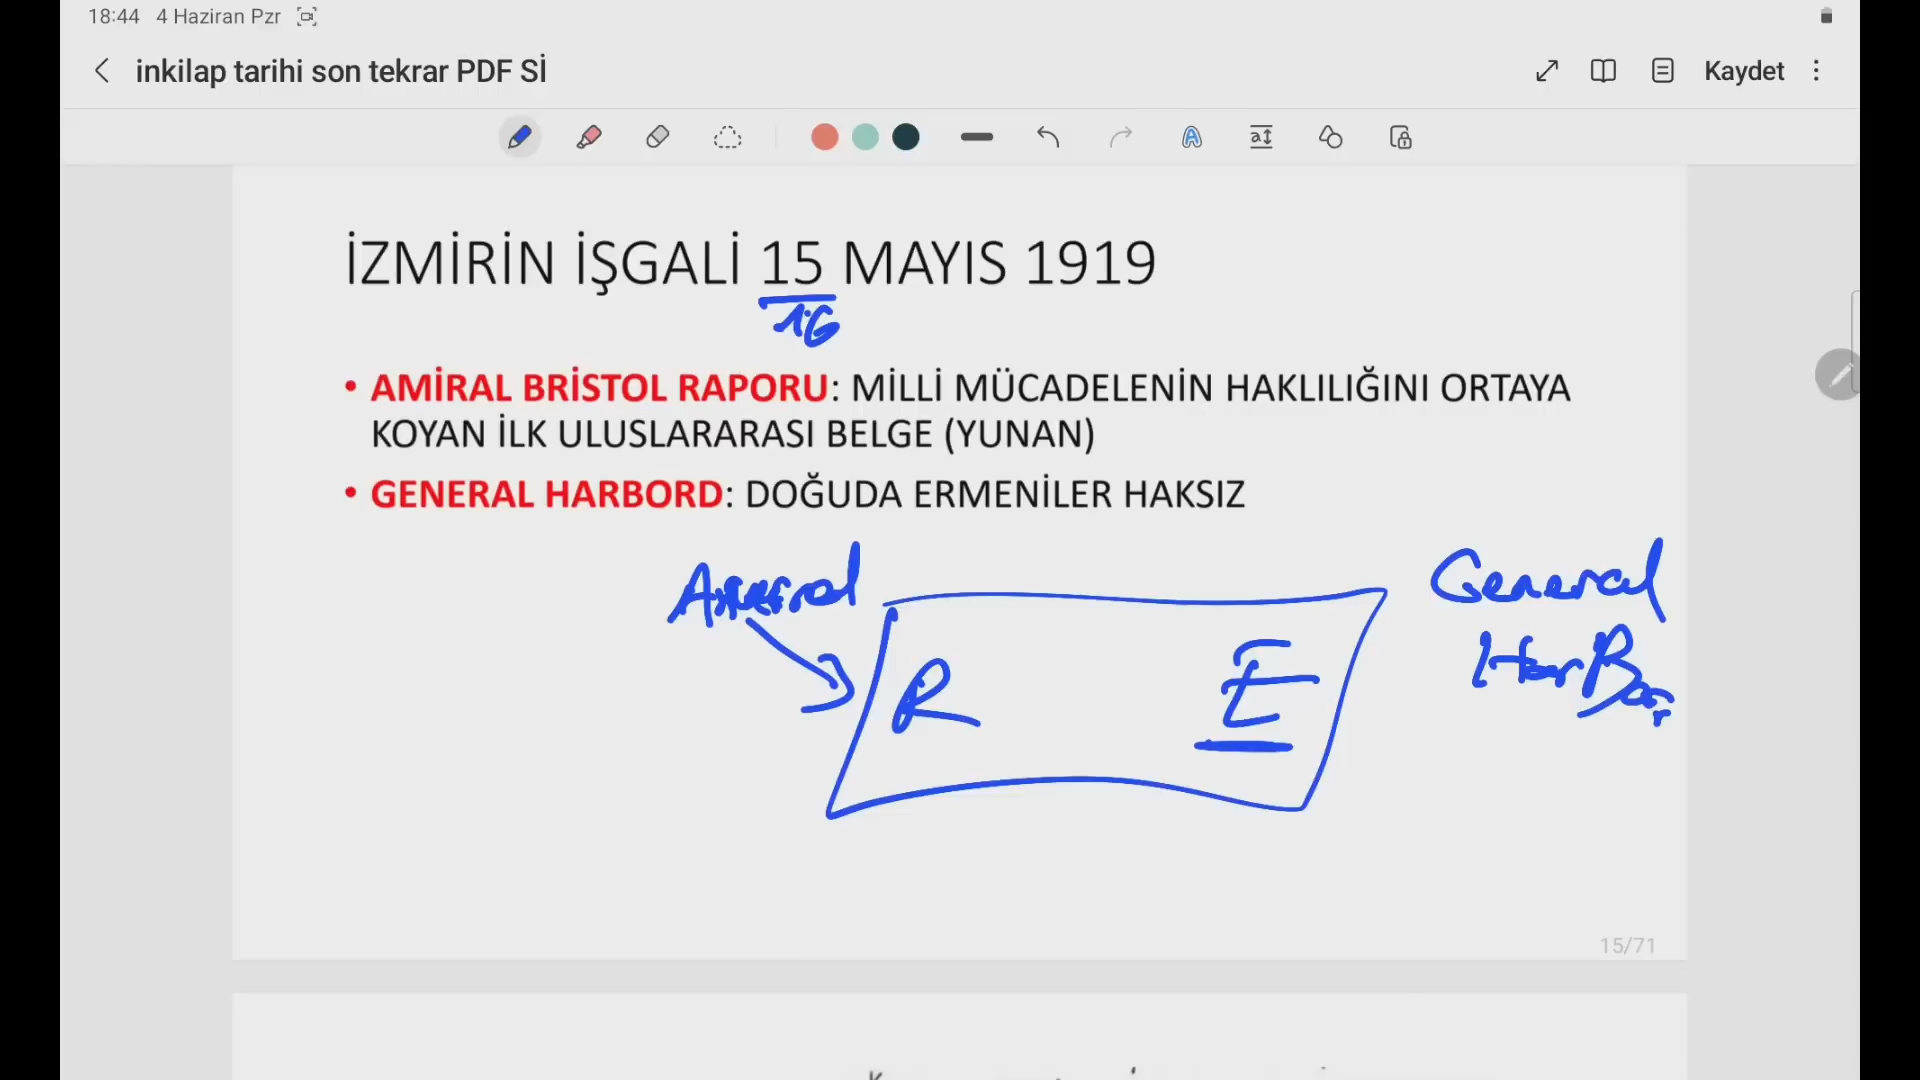 18:44 4 Haziran Pzr
inkilap tarihi son tekrar PDF Sİ
Kaydet
İZMİRİN İŞGALİ 15 MAYIS 1919
16
• AMİRAL BRİSTOL RAPORU: MİLLİ MÜCADELENİN HAKLILIĞINI ORTAYA
KOYAN İLK ULUSLARARASI BELGE (YUNAN)
• GENERAL HARBORD: DOĞUDA ERMENİLER HAKSIZ
General
R
E
15/71